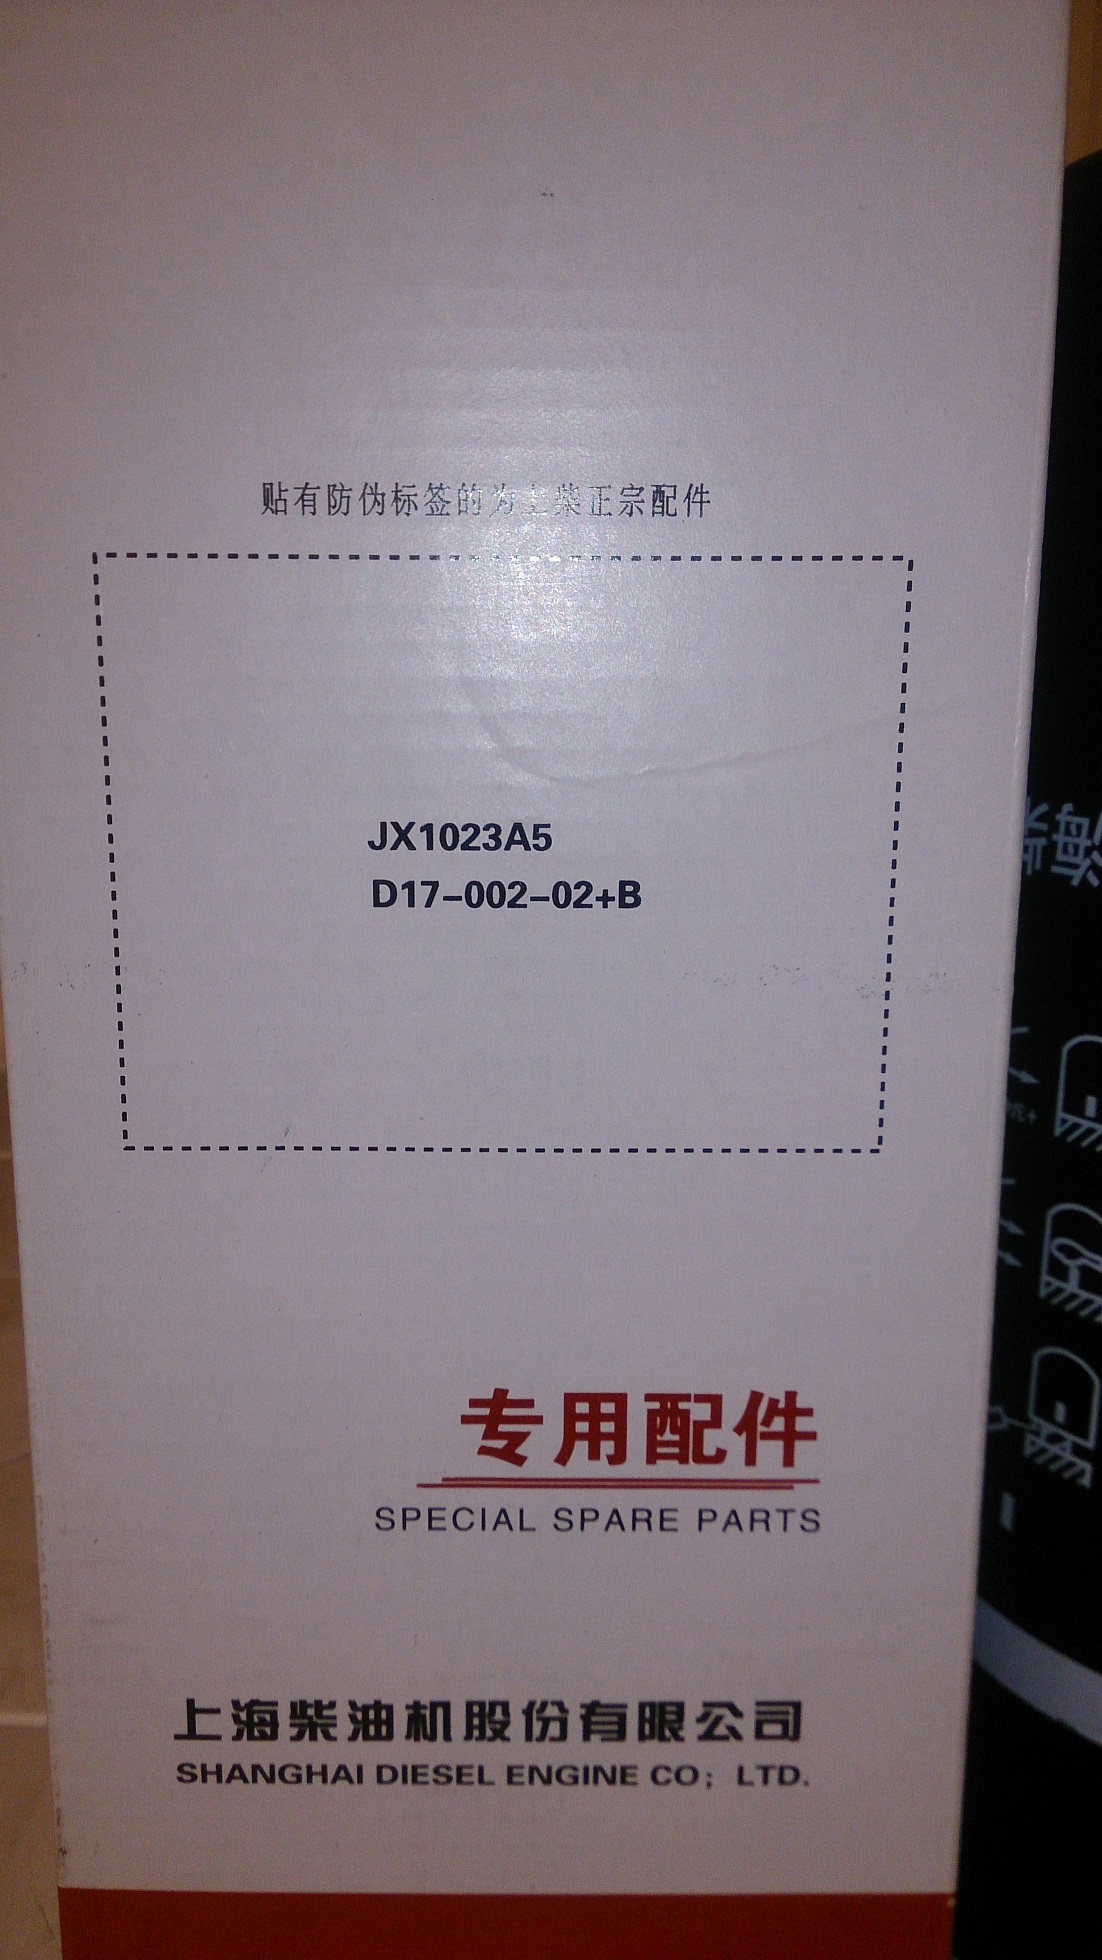 贴有防伪标签的为上柴正宗配件
JX1023A5
D17-002-02+B
专用配件
SPECIAL SPARE PARTS
上海柴油机股份有限公司
SHANGHAI DIESEL ENGINE CO; LTD.
海柴